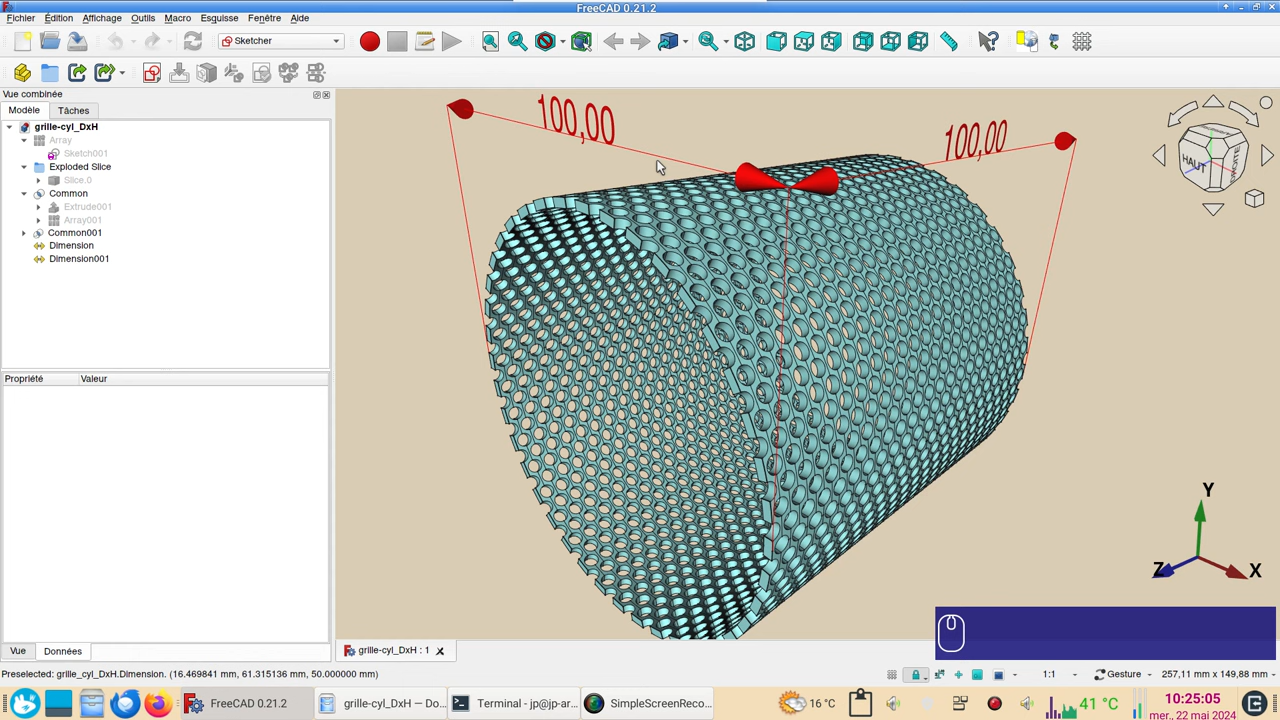 FreeCAD 0.21.2
Fichier Édition Affichage Outils Macro Esquisse Fenêtre Aide
Sketcher
Vue combinée
Modèle Tâches
grille-cyl_DxH
Array
Sketch001
Exploded Slice
Slice.0
Common
Extrude001
Array001
Common001
Dimension
Dimension001
Propriété Valeur
Vue Données
100,00
100,00
HAUT
Y
Z
X
grille-cyl_DxH : 1
Preselected: grille_cyl_DxH.Dimension. (16.469841 mm, 61.315136 mm, 50.000000 mm)
1:1 Gesture 257,11 mm x 149,88 mm
FreeCAD 0.21.2
grille-cyl_DxH — Do...
Terminal - jp@jp-ar...
SimpleScreenReco...
16 °C
41 °C
10:25:05
mer., 22 mai 2024